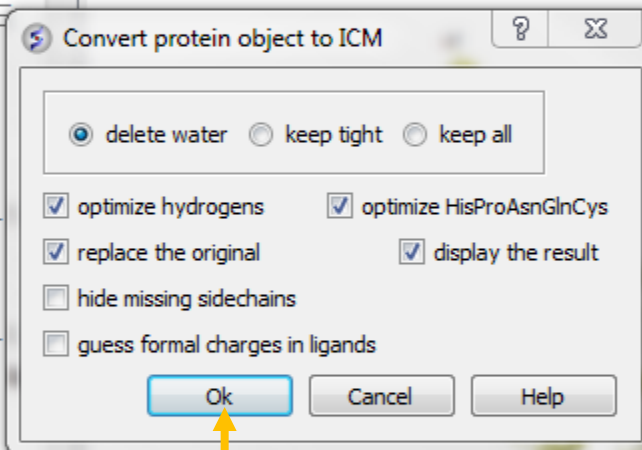 Convert protein object to ICM
delete water keep tight keep all
optimize hydrogens optimize HisProAsnGlnCys
replace the original display the result
hide missing sidechains
guess formal charges in ligands
Ok Cancel Help